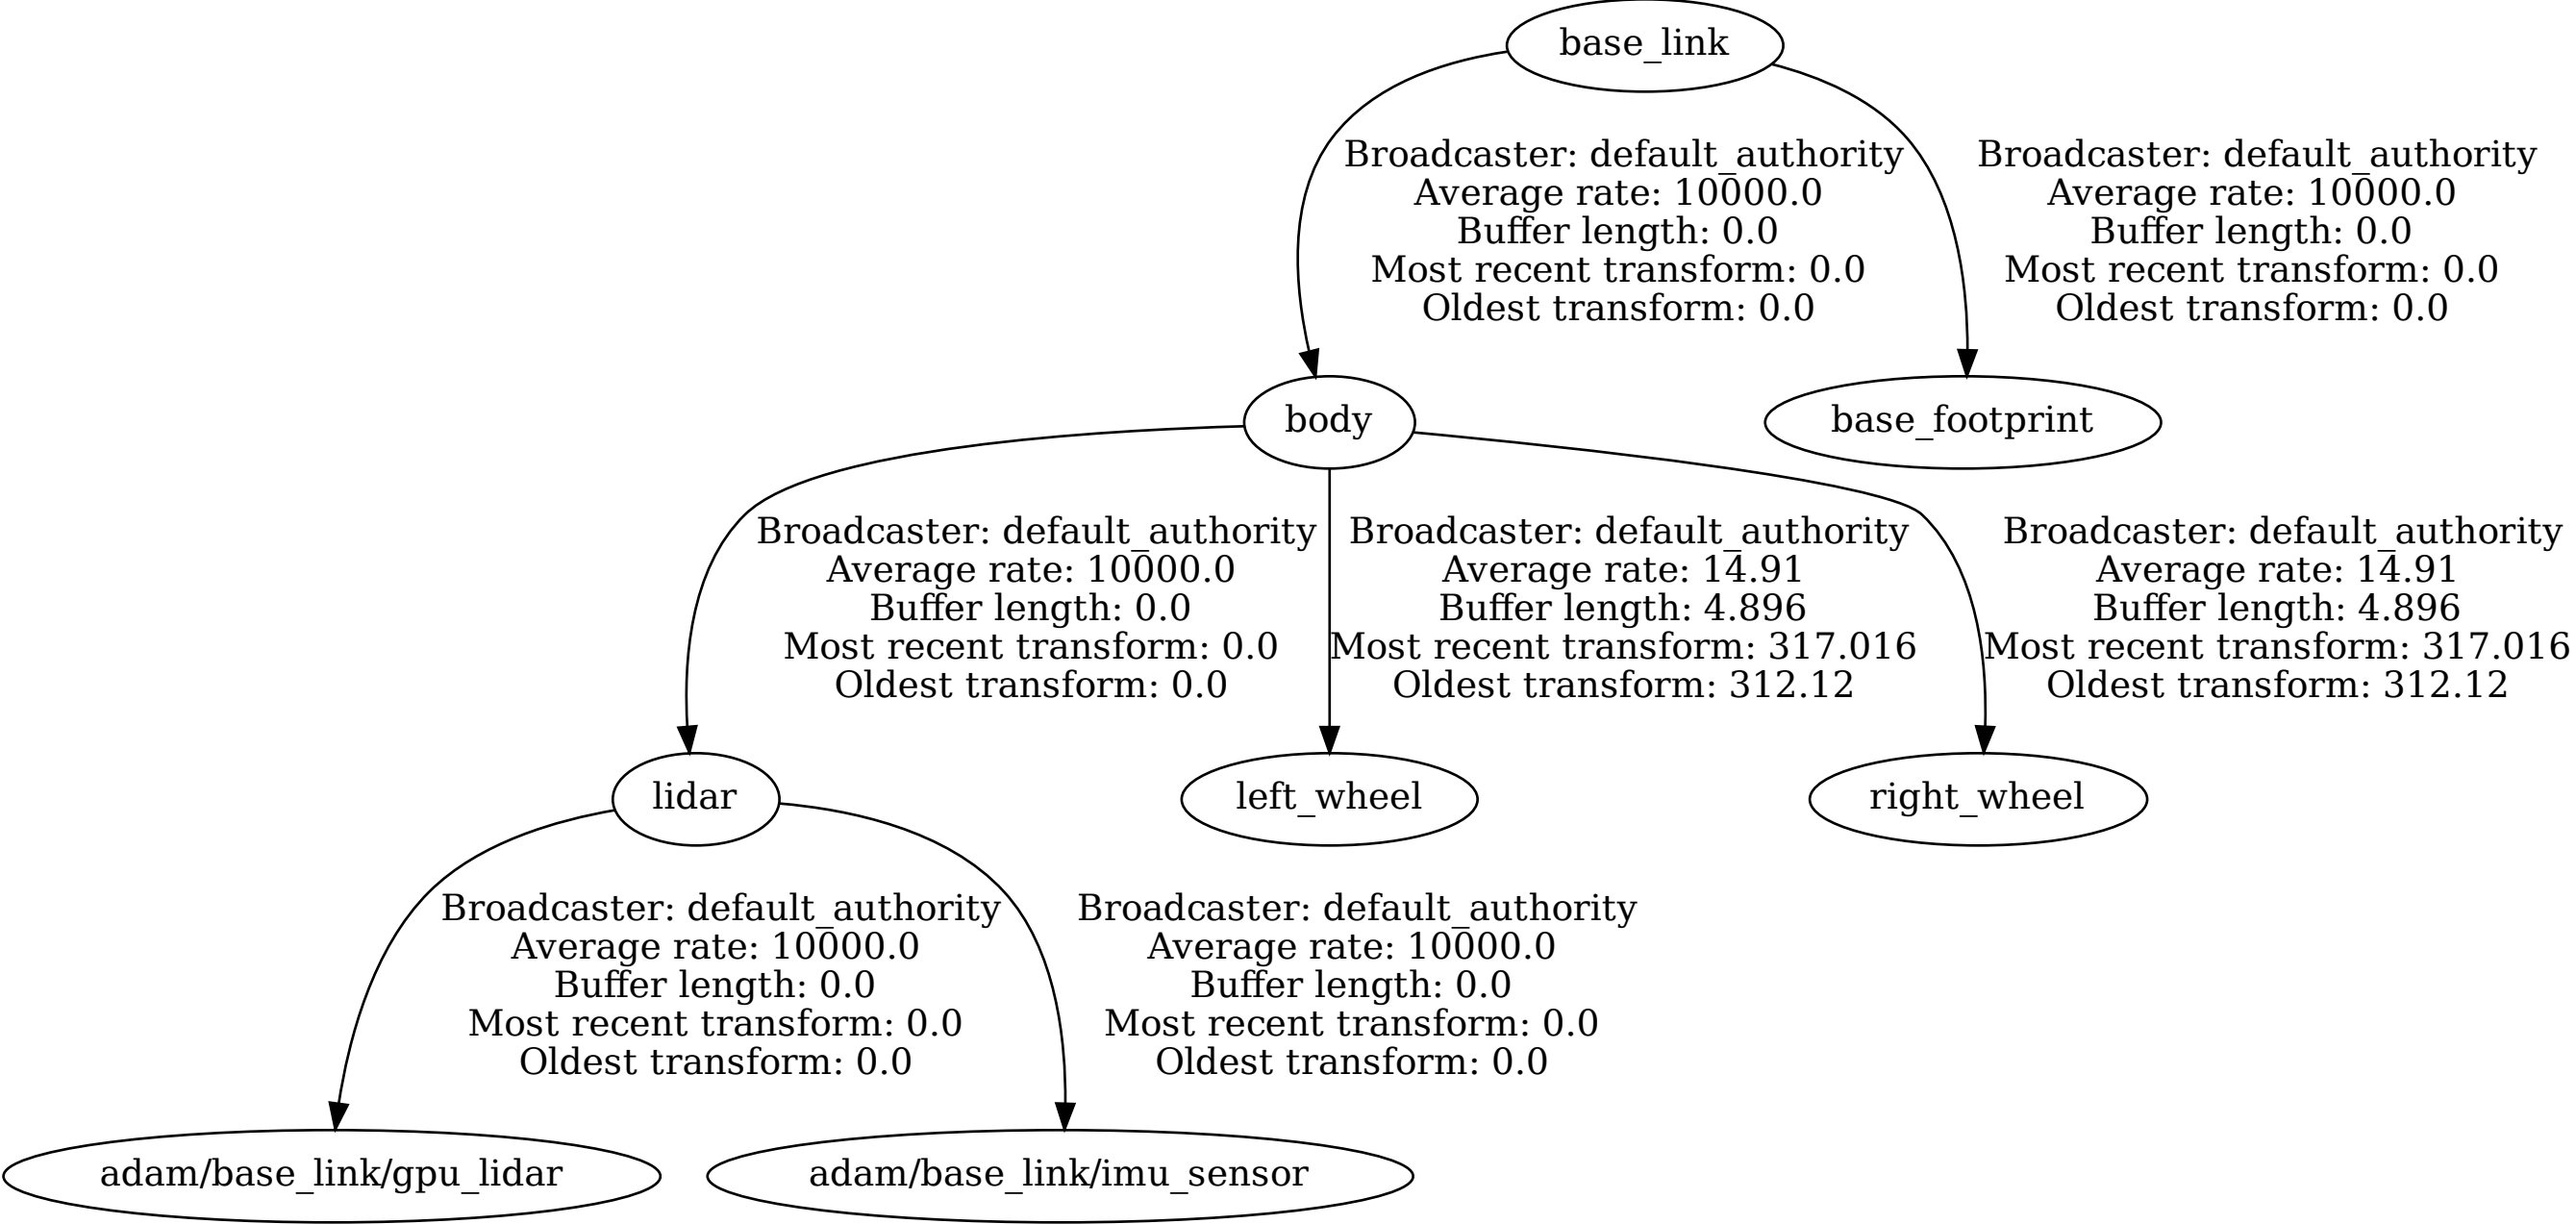 base_link
Broadcaster: default_authority
Average rate: 10000.0
Buffer length: 0.0
Most recent transform: 0.0
Oldest transform: 0.0
Broadcaster: default_authority
Average rate: 10000.0
Buffer length: 0.0
Most recent transform: 0.0
Oldest transform: 0.0
body
base_footprint
Broadcaster: default_authority
Average rate: 10000.0
Buffer length: 0.0
Most recent transform: 0.0
Oldest transform: 0.0
Broadcaster: default_authority
Average rate: 14.91
Buffer length: 4.896
Most recent transform: 317.016
Oldest transform: 312.12
Broadcaster: default_authority
Average rate: 14.91
Buffer length: 4.896
Most recent transform: 317.016
Oldest transform: 312.12
lidar
left_wheel
right_wheel
Broadcaster: default_authority
Average rate: 10000.0
Buffer length: 0.0
Most recent transform: 0.0
Oldest transform: 0.0
Broadcaster: default_authority
Average rate: 10000.0
Buffer length: 0.0
Most recent transform: 0.0
Oldest transform: 0.0
adam/base_link/gpu_lidar
adam/base_link/imu_sensor